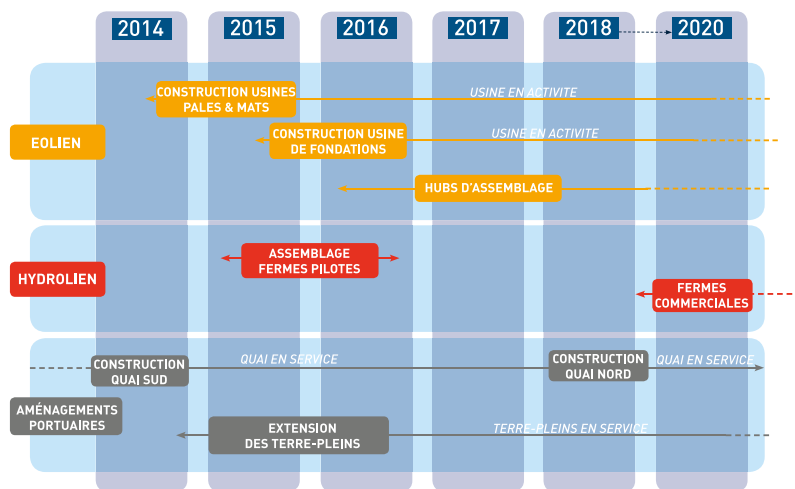 2014 2015 2016 2017 2018 2020
CONSTRUCTION USINES
PALES & MATS
USINE EN ACTIVITE
EOLIEN
CONSTRUCTION USINE
DE FONDATIONS
USINE EN ACTIVITE
HUBS D'ASSEMBLAGE
HYDROLIEN
ASSEMBLAGE
FERMES PILOTES
FERMES
COMMERCIALES
CONSTRUCTION
QUAI SUD
QUAI EN SERVICE
CONSTRUCTION
QUAI NORD
QUAI EN SERVICE
AMÉNAGEMENTS
PORTUAIRES
EXTENSION
DES TERRE-PLEINS
TERRE-PLEINS EN SERVICE